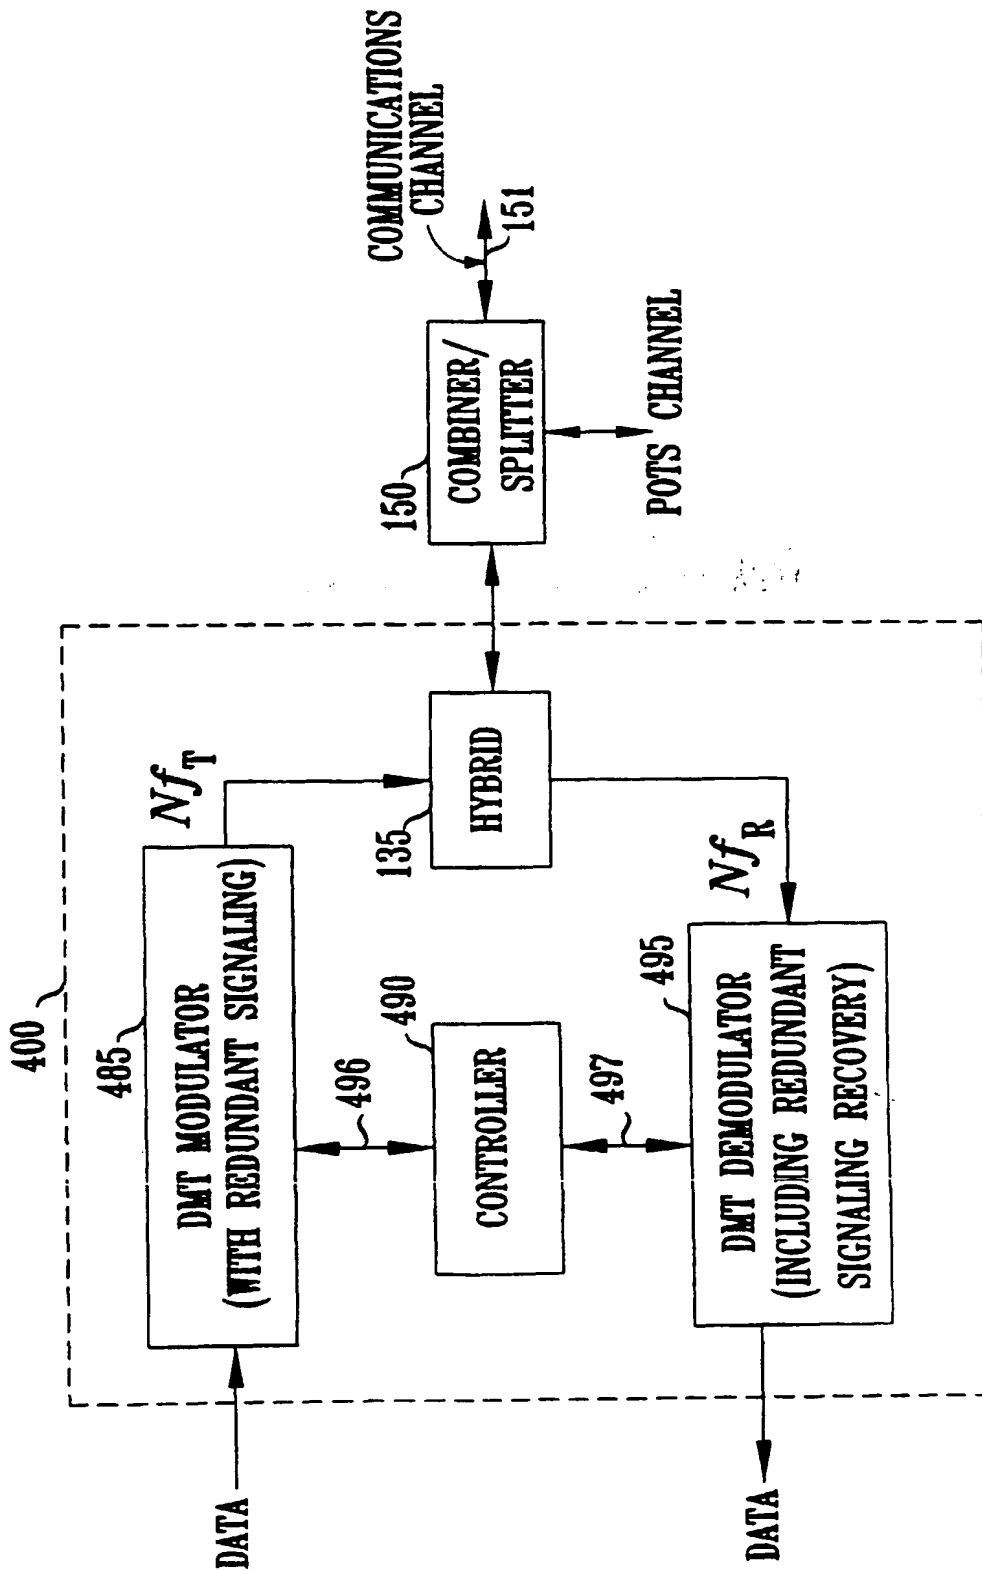 400
DATA
485
DMT MODULATOR
(WITH REDUNDANT SIGNALING)
NfT
496
490
CONTROLLER
497
135
HYBRID
NfR
495
DMT DEMODULATOR
(INCLUDING REDUNDANT
SIGNALING RECOVERY)
DATA
150
COMBINER/
SPLITTER
COMMUNICATIONS
CHANNEL
151
POTS CHANNEL